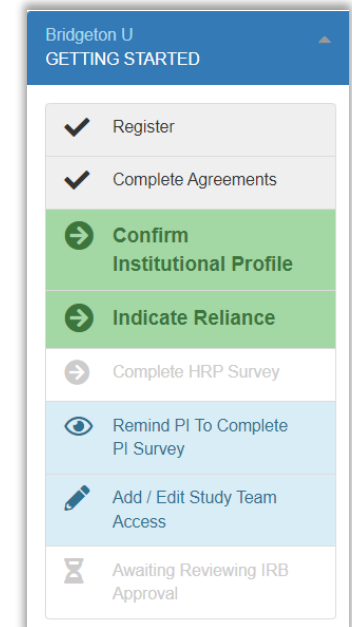 Bridgeton U
GETTING STARTED
Register
Complete Agreements
Confirm
Institutional Profile
Indicate Reliance
Complete HRP Survey
Remind PI To Complete
PI Survey
Add / Edit Study Team
Access
Awaiting Reviewing IRB
Approval